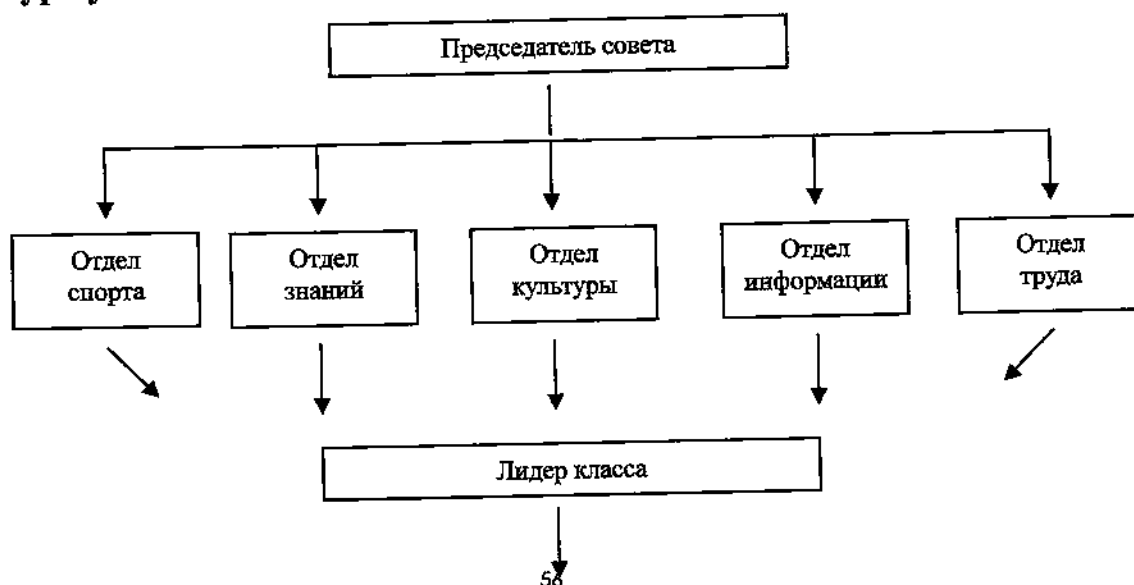 Председатель совета
Отдел
спорта
Отдел
знаний
Отдел
культуры
Отдел
информации
Отдел
труда
Лидер класса
56